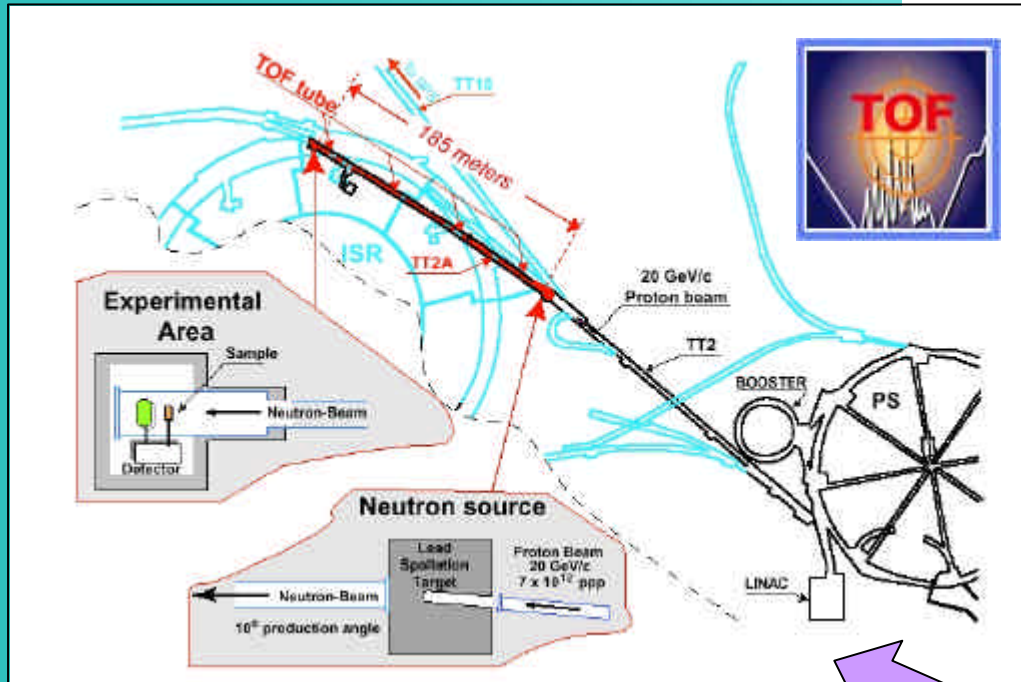 TOF
TOF tube
TT10
185 meters
ISR
TT2A
20 GeV/c
Proton beam
TT2
BOOSTER
PS
LINAC
Experimental
Area
Sample
Neutron-Beam
Detector
Neutron source
Lead
Spallation
Target
Proton Beam
20 GeV/c
7 x 10¹² ppp
Neutron-Beam
10° production angle